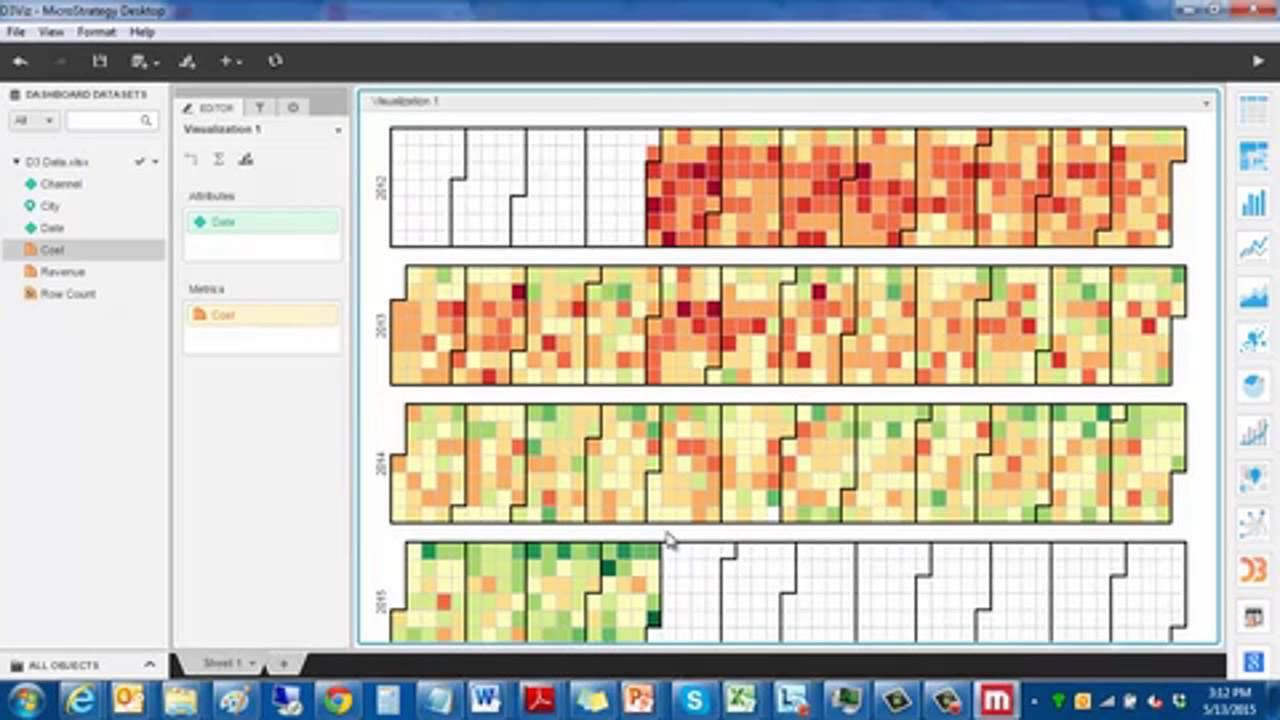 D3Viz - MicroStrategy Desktop
File View Format Help
DASHBOARD DATASETS
All
D3 Data.xlsx
Channel
City
Date
Cost
Revenue
Row Count
ALL OBJECTS
EDITOR
Visualization 1
Attributes
Date
Metrics
Cost
Visualization 1
2012
2013
2014
2015
Sheet 1
D3
3:12 PM
5/13/2015